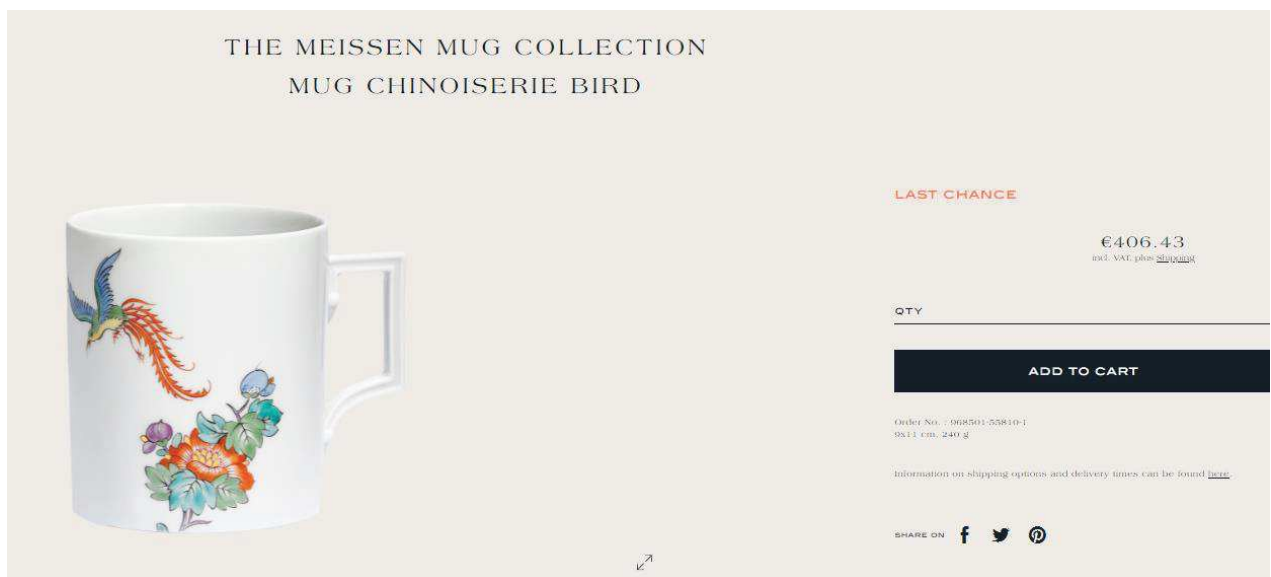 THE MEISSEN MUG COLLECTION
MUG CHINOISERIE BIRD
LAST CHANCE
€406.43
incl. VAT, plus Shipping
QTY
ADD TO CART
Order No. : 968501-55810-1
9x11 cm, 240 g
Information on shipping options and delivery times can be found here.
SHARE ON